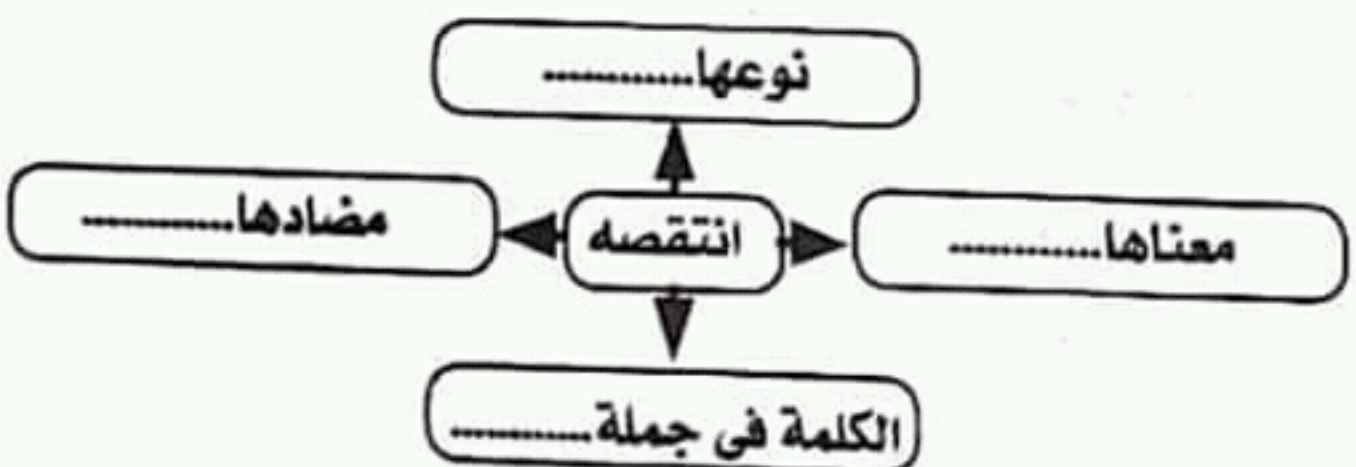 نوعها............
معناها............
انتقصه
مضادها............
الكلمة فى جملة............